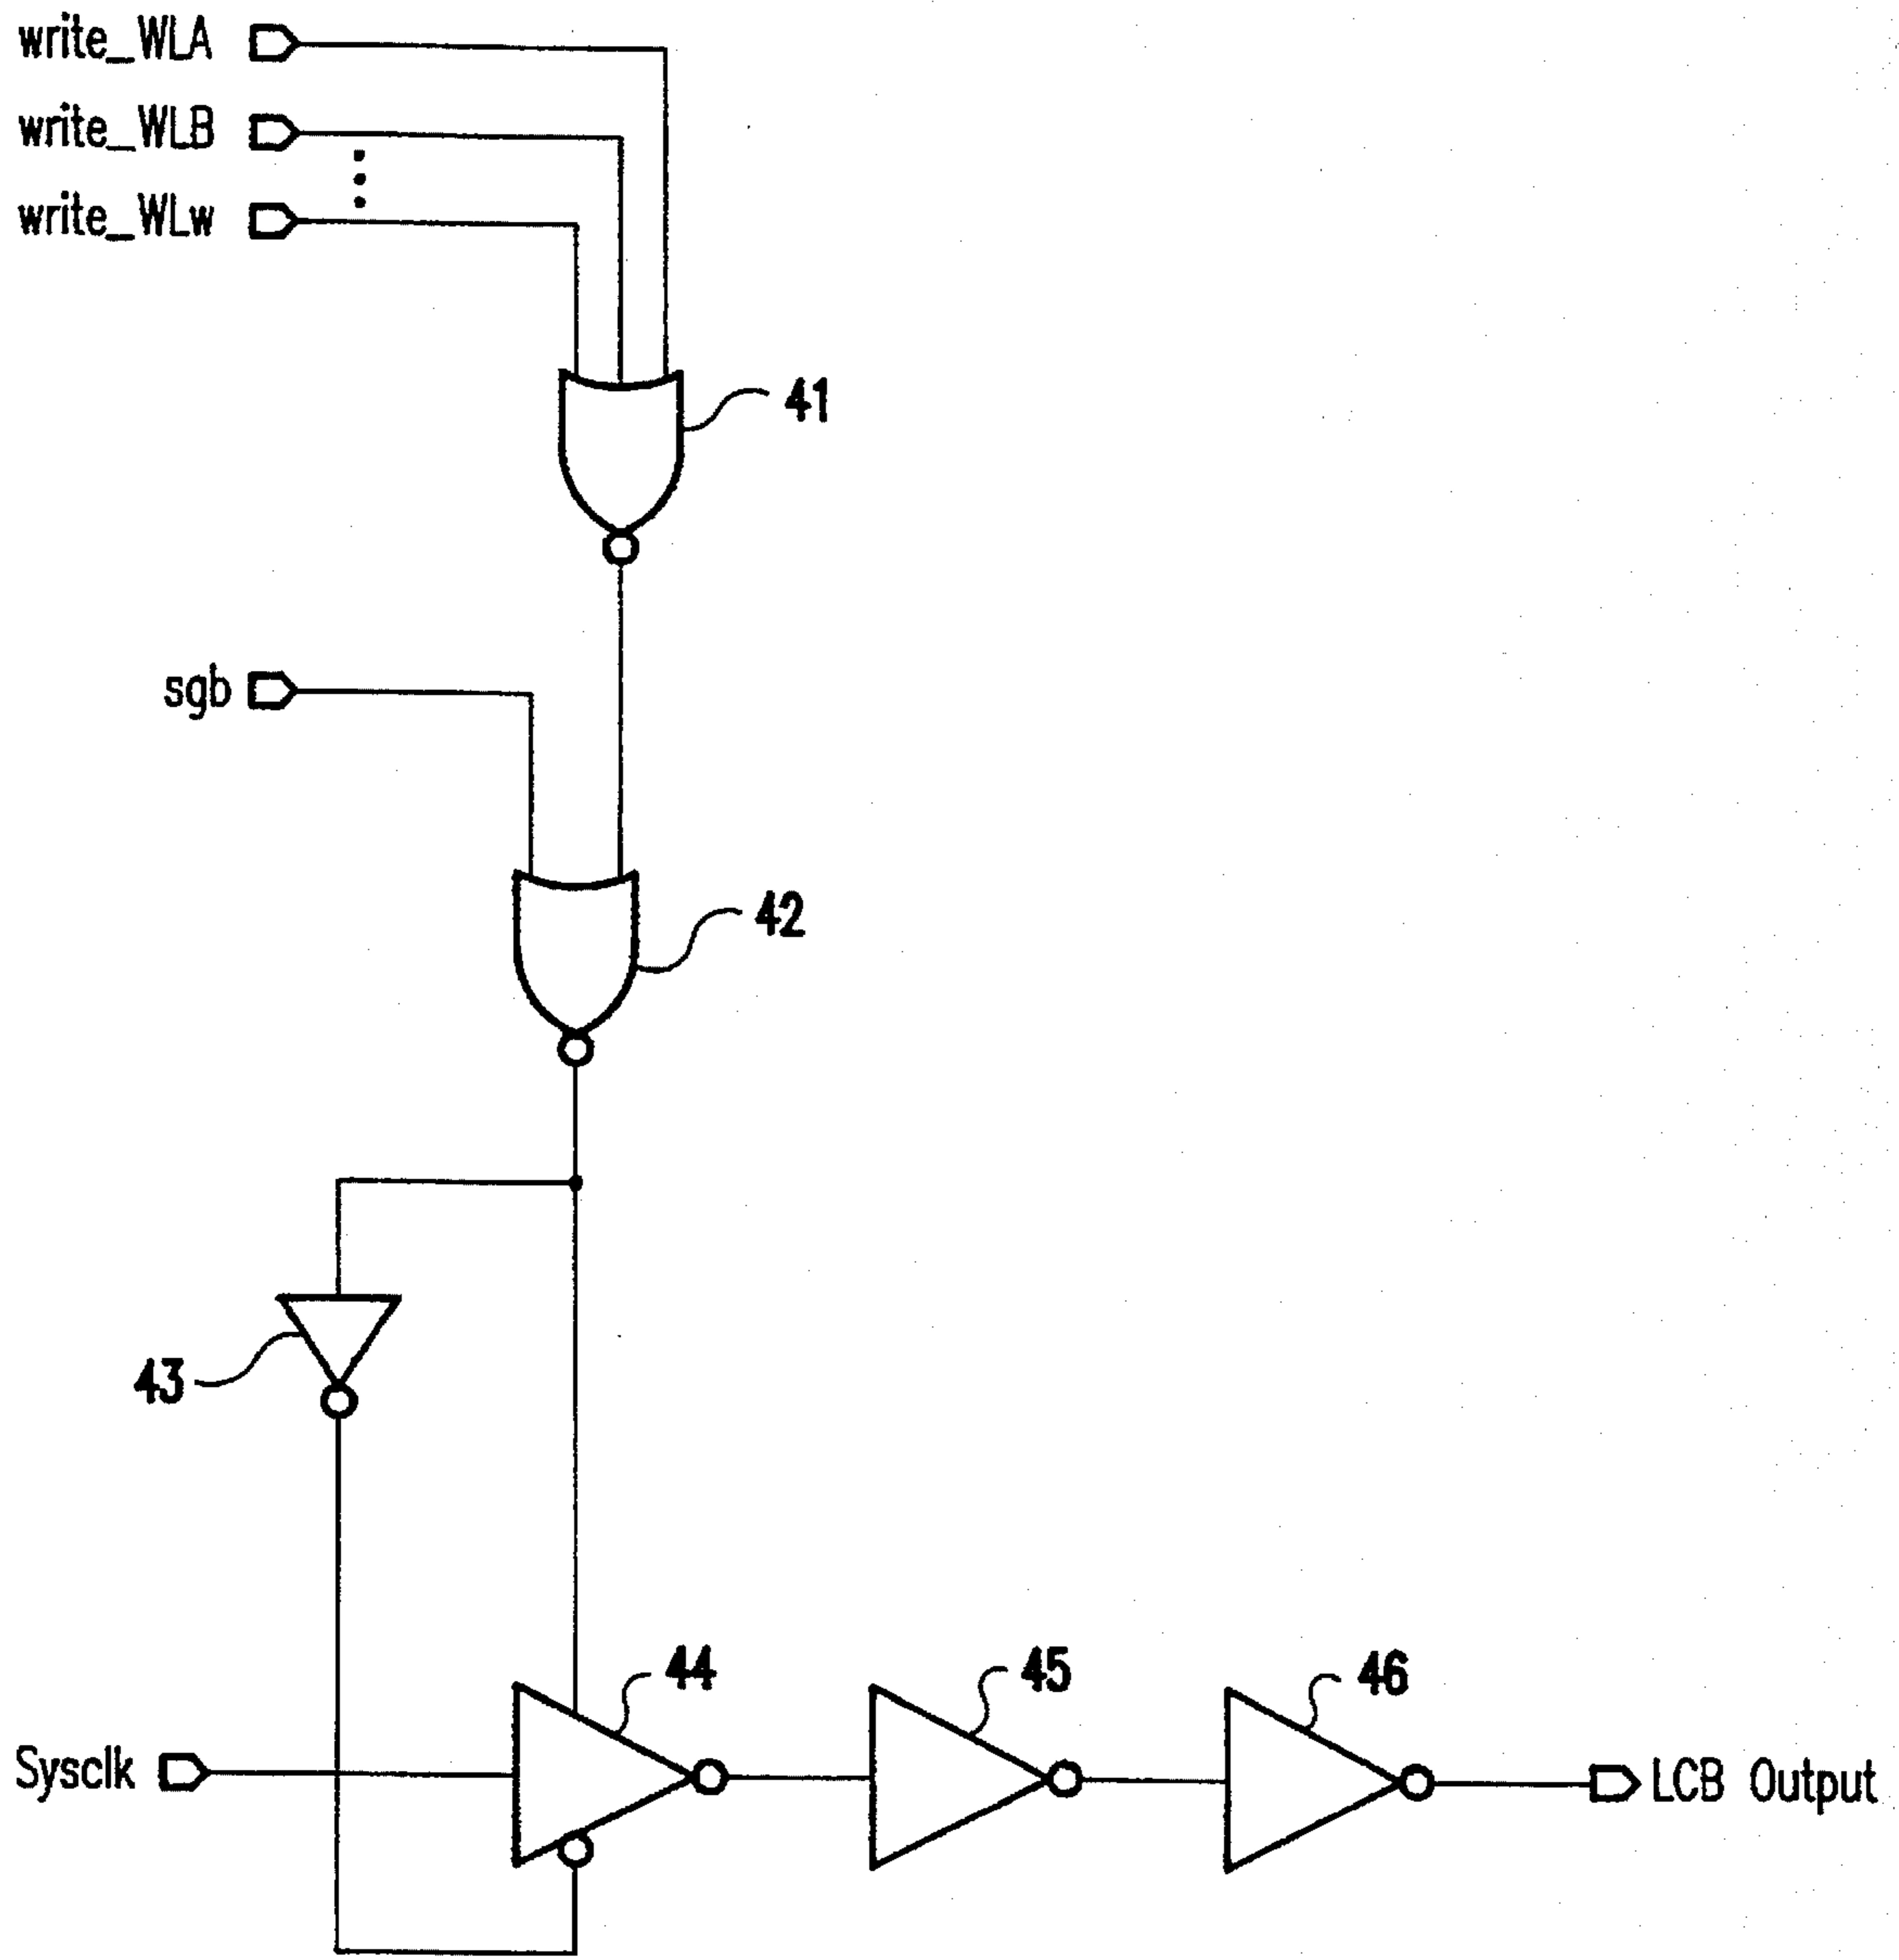 write_WLA
write_WLB
write_WLw
41
sgb
42
43
44
45
46
Sysclk
LCB Output